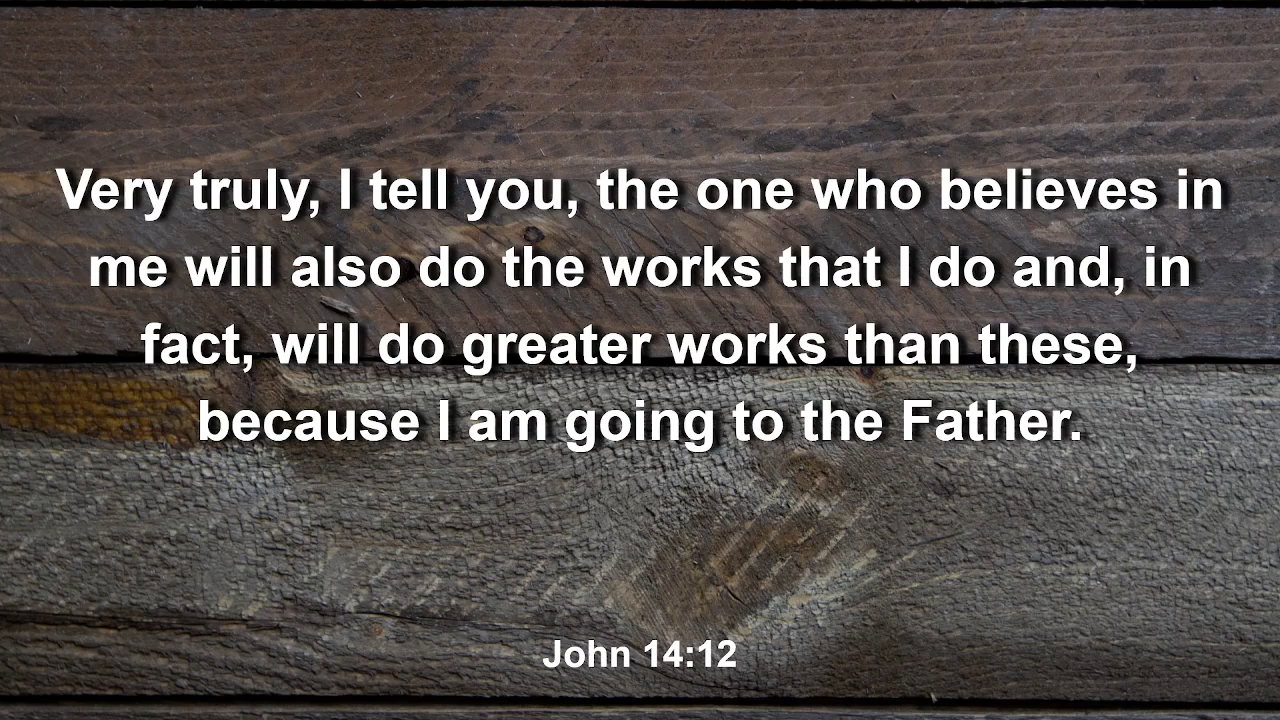 Very truly, I tell you, the one who believes in
me will also do the works that I do and, in
fact, will do greater works than these,
because I am going to the Father.
John 14:12